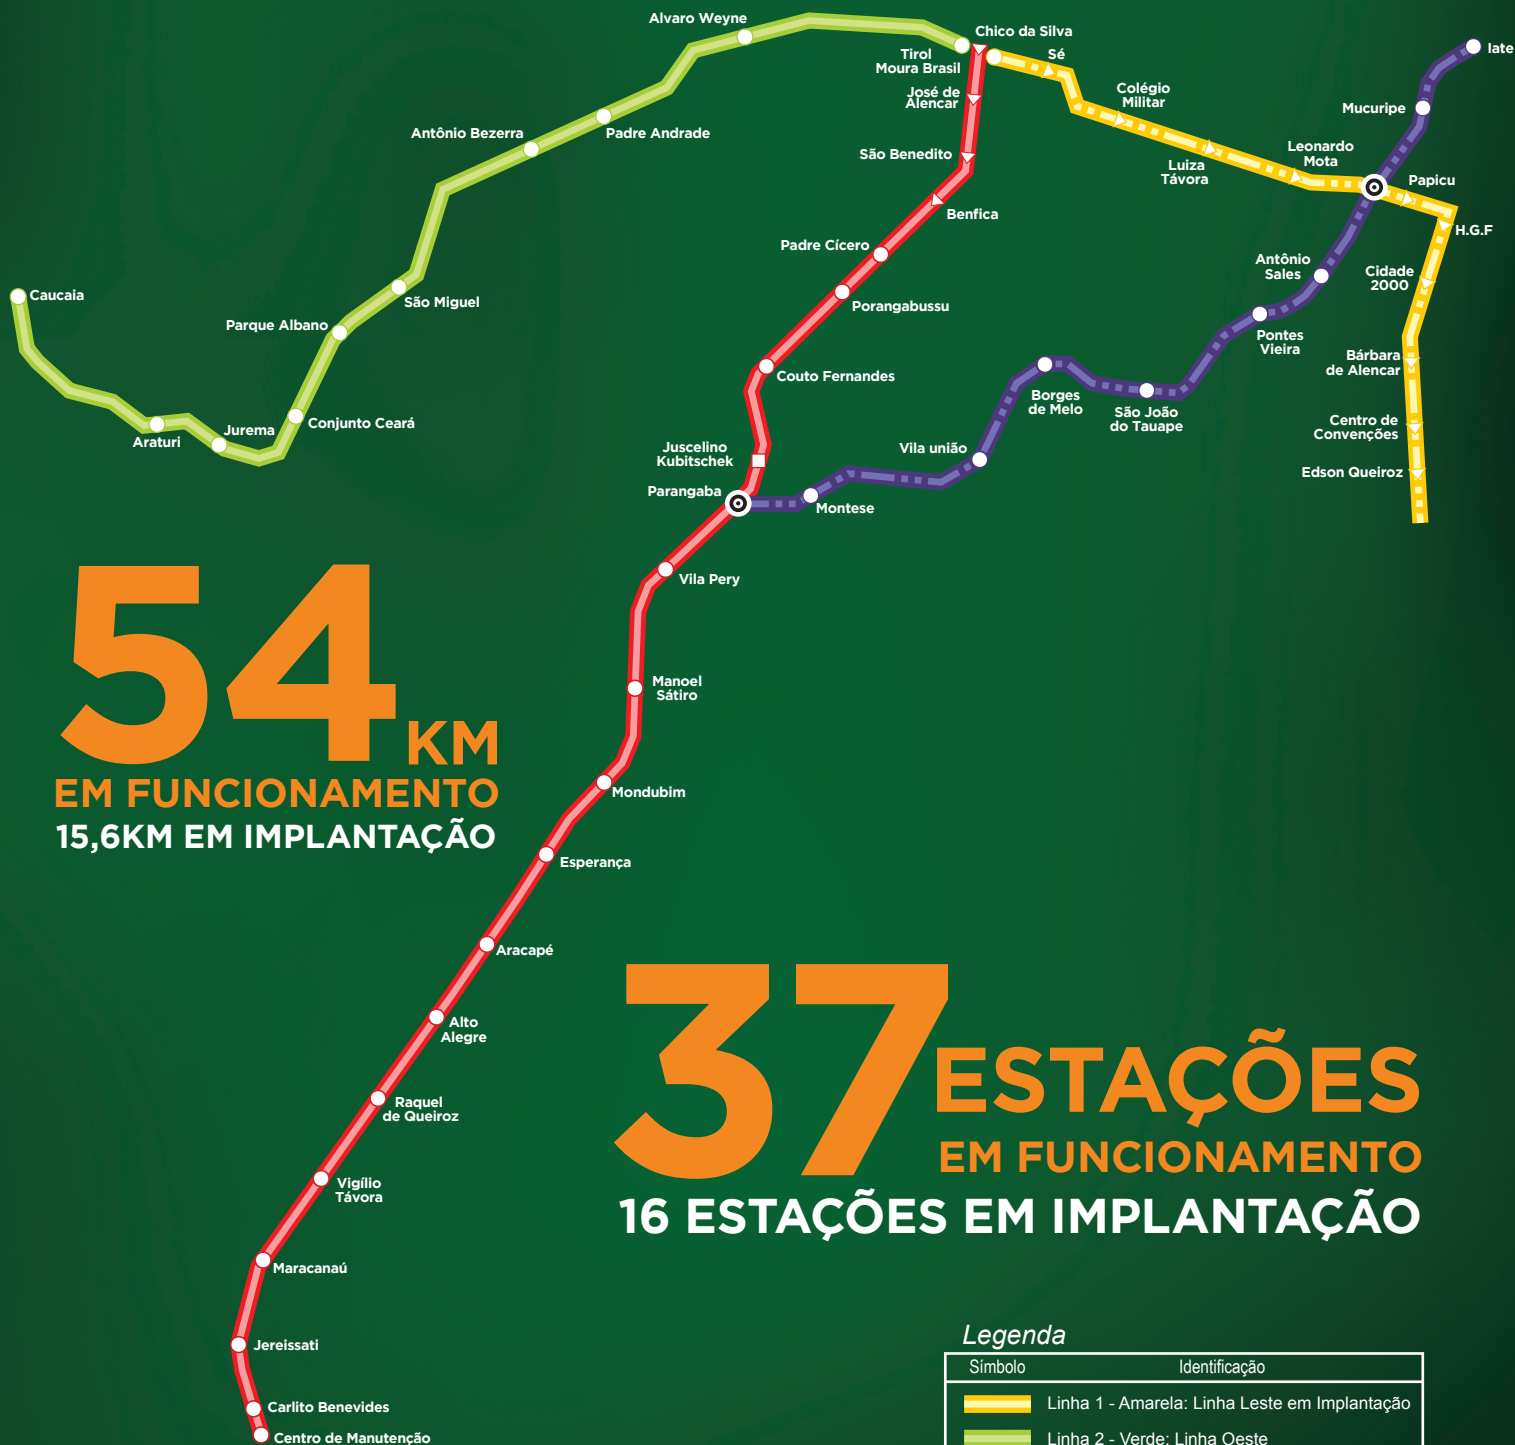 Alvaro Weyne
Chico da Silva
Tirol
Moura Brasil
Sé
Iate
José de
Alencar
Colégio
Militar
Mucuripe
Antônio Bezerra
Padre Andrade
São Benedito
Luiza
Távora
Leonardo
Mota
Papicu
Benfica
H.G.F
Padre Cícero
Antônio
Sales
Cidade
2000
Caucaia
São Miguel
Porangabussu
Parque Albano
Pontes
Vieira
Bárbara
de Alencar
Couto Fernandes
Borges
de Melo
São João
do Tauape
Araturi
Jurema
Conjunto Ceará
Centro de
Convenções
Juscelino
Kubitschek
Vila união
Edson Queiroz
Parangaba
Montese
Vila Pery
54 KM
EM FUNCIONAMENTO
15,6KM EM IMPLANTAÇÃO
Manoel
Sátiro
Mondubim
Esperança
Aracapé
Alto
Alegre
Raquel
de Queiroz
Vigílio
Távora
Maracanaú
Jereissati
Carlito Benevides
Centro de Manutenção
37 ESTAÇÕES
EM FUNCIONAMENTO
16 ESTAÇÕES EM IMPLANTAÇÃO
Legenda
Símbolo Identificação
Linha 1 - Amarela: Linha Leste em Implantação
Linha 2 - Verde: Linha Oeste